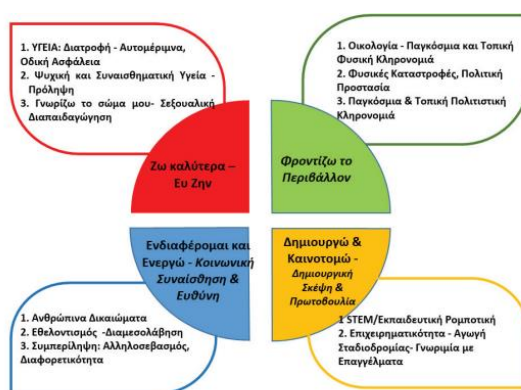 1. ΥΓΕΙΑ: Διατροφή - Αυτομέριμνα,
Οδική Ασφάλεια
2. Ψυχική και Συναισθηματική Υγεία -
Πρόληψη
3. Γνωρίζω το σώμα μου- Σεξουαλική
Διαπαιδαγώγηση
1. Οικολογία - Παγκόσμια και Τοπική
Φυσική Κληρονομιά
2. Φυσικές Καταστροφές, Πολιτική
Προστασία
3. Παγκόσμια & Τοπική Πολιτιστική
Κληρονομιά
Ζω καλύτερα –
Ευ Ζην
Φροντίζω το
Περιβάλλον
Ενδιαφέρομαι και
Ενεργώ - Κοινωνική
Συναίσθηση &
Ευθύνη
Δημιουργώ &
Καινοτομώ -
Δημιουργική
Σκέψη &
Πρωτοβουλία
1. Ανθρώπινα Δικαιώματα
2. Εθελοντισμός -Διαμεσολάβηση
3. Συμπερίληψη: Αλληλοσεβασμός,
Διαφορετικότητα
1 STEM/Εκπαιδευτική Ρομποτική
2. Επιχειρηματικότητα - Αγωγή
Σταδιοδρομίας- Γνωριμία με
Επαγγέλματα